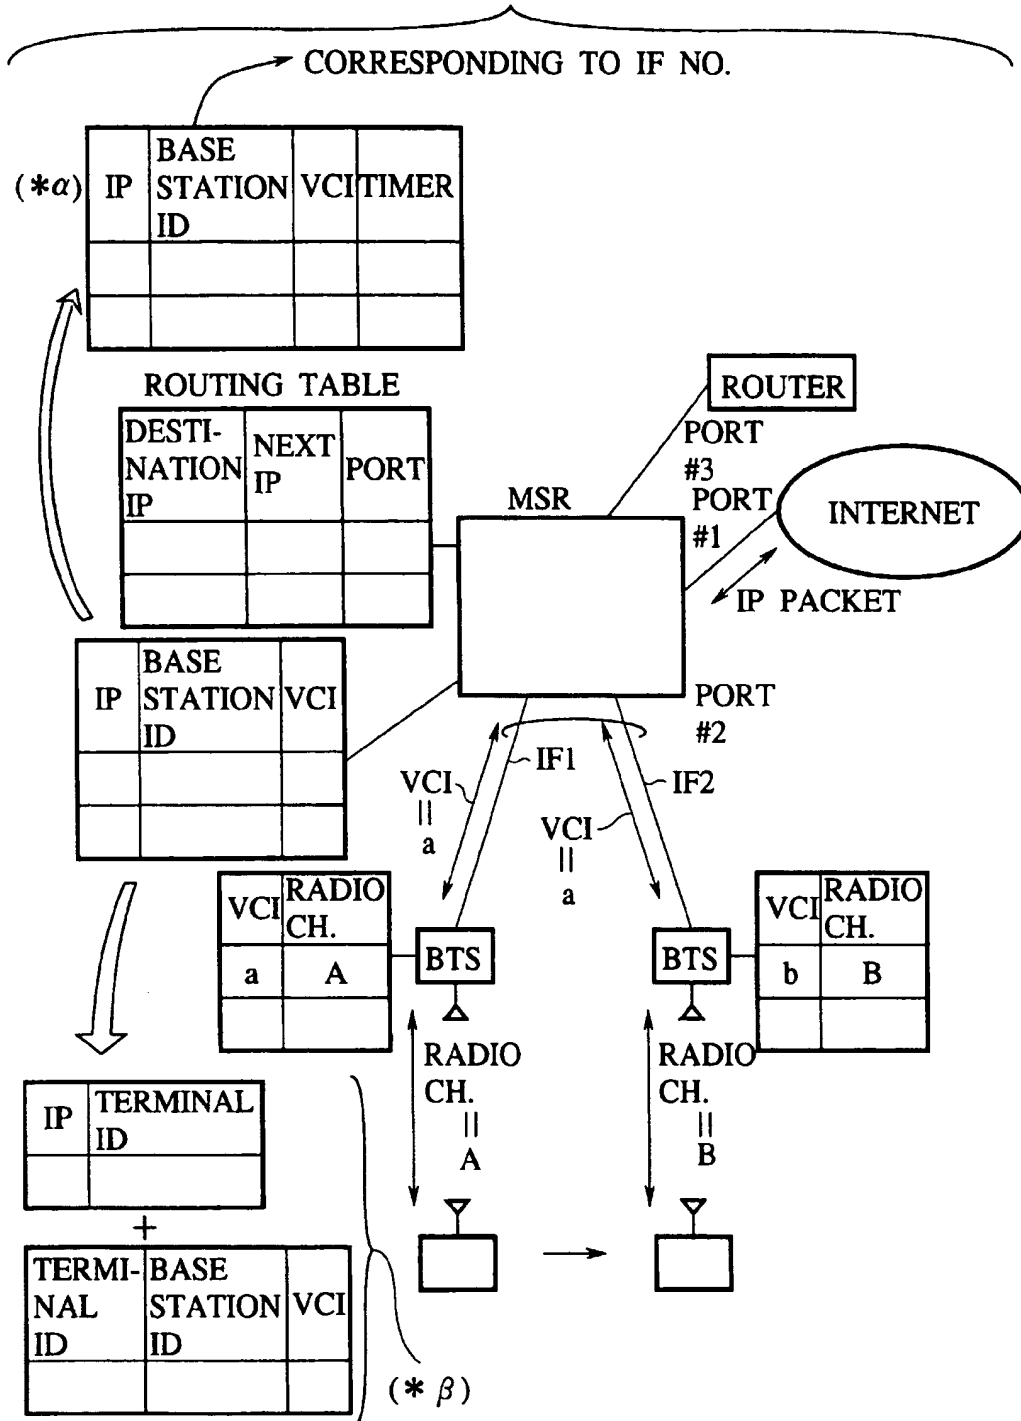 CORRESPONDING TO IF NO.
(*α)
IP
BASE
STATION
ID
VCI
TIMER
ROUTING TABLE
DESTI-
NATION
IP
NEXT
IP
PORT
ROUTER
PORT
#3
MSR
PORT
#1
INTERNET
IP PACKET
IP
BASE
STATION
ID
VCI
PORT
#2
IF1
IF2
VCI
=
a
VCI
=
a
VCI
RADIO
CH.
a
A
BTS
BTS
VCI
RADIO
CH.
b
B
RADIO
CH.
=
A
RADIO
CH.
=
B
IP
TERMINAL
ID
+
TERMI-
NAL
ID
BASE
STATION
ID
VCI
(* β)